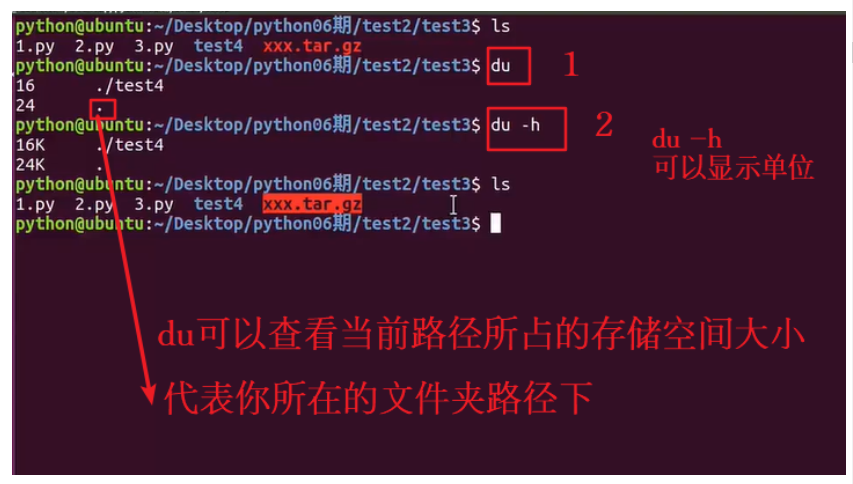 python@ubuntu:~/Desktop/python06期/test2/test3$ ls
1.py 2.py 3.py test4 xxx.tar.gz
python@ubuntu:~/Desktop/python06期/test2/test3$ du 1
16 ./test4
24 .
python@ubuntu:~/Desktop/python06期/test2/test3$ du -h 2
du -h
16K ./test4
可以显示单位
24K .
python@ubuntu:~/Desktop/python06期/test2/test3$ ls
1.py 2.py 3.py test4 xxx.tar.gz
python@ubuntu:~/Desktop/python06期/test2/test3$
du可以查看当前路径所占的存储空间大小
代表你所在的文件夹路径下